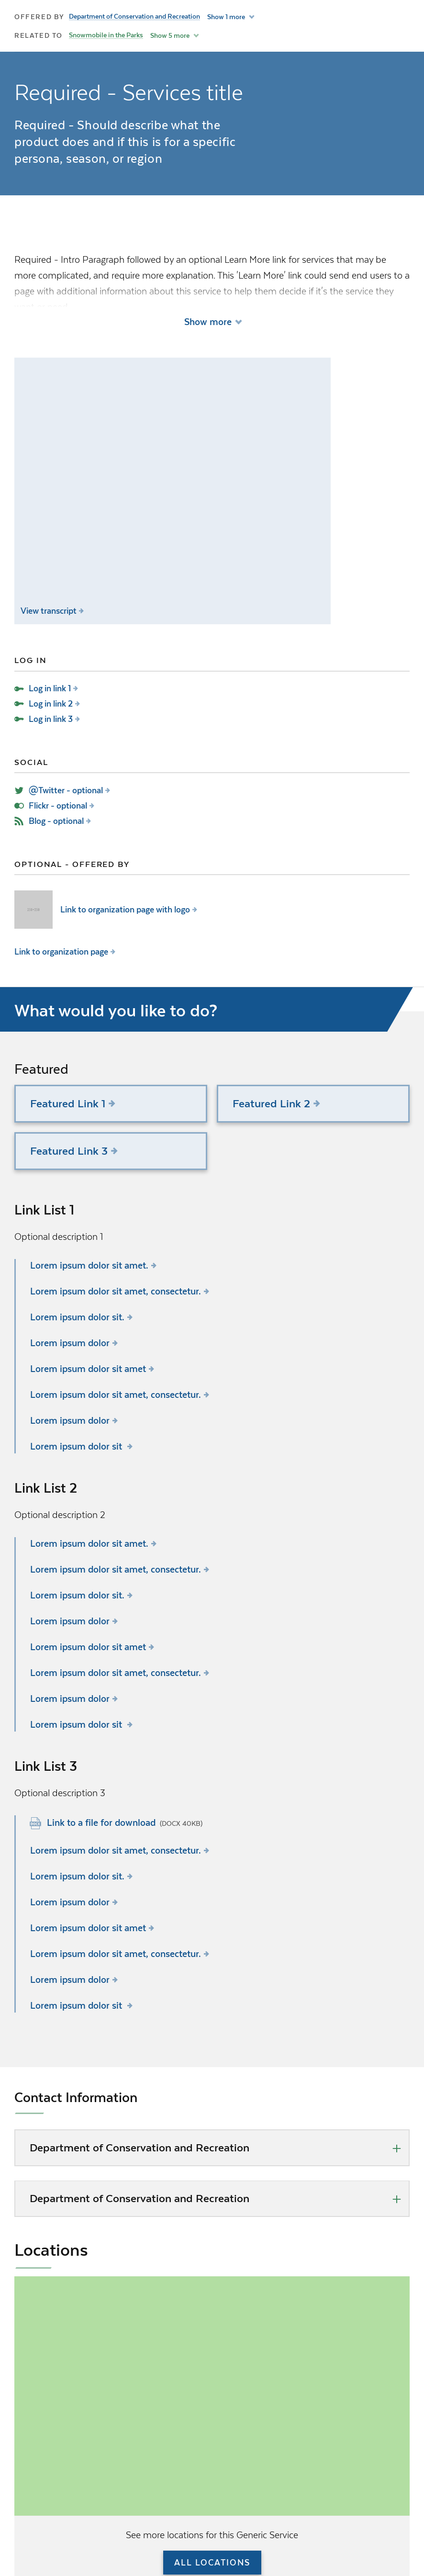 OFFERED BY Department of Conservation and Recreation Show 1 more
RELATED TO Snowmobile in the Parks Show 5 more
Required - Services title
Required - Should describe what the
product does and if this is for a specific
persona, season, or region
Required - Intro Paragraph followed by an optional Learn More link for services that may be
more complicated, and require more explanation. This 'Learn More' link could send end users to a
page with additional information about this service to help them decide if it's the service they
Show more
View transcript
LOG IN
Log in link 1
Log in link 2
Log in link 3
SOCIAL
@Twitter - optional
Flickr - optional
Blog - optional
OPTIONAL - OFFERED BY
Link to organization page with logo
Link to organization page
What would you like to do?
Featured
Featured Link 1
Featured Link 2
Featured Link 3
Link List 1
Optional description 1
Lorem ipsum dolor sit amet.
Lorem ipsum dolor sit amet, consectetur.
Lorem ipsum dolor sit.
Lorem ipsum dolor
Lorem ipsum dolor sit amet
Lorem ipsum dolor sit amet, consectetur.
Lorem ipsum dolor
Lorem ipsum dolor sit
Link List 2
Optional description 2
Lorem ipsum dolor sit amet.
Lorem ipsum dolor sit amet, consectetur.
Lorem ipsum dolor sit.
Lorem ipsum dolor
Lorem ipsum dolor sit amet
Lorem ipsum dolor sit amet, consectetur.
Lorem ipsum dolor
Lorem ipsum dolor sit
Link List 3
Optional description 3
Link to a file for download (DOCX 40KB)
Lorem ipsum dolor sit amet, consectetur.
Lorem ipsum dolor sit.
Lorem ipsum dolor
Lorem ipsum dolor sit amet
Lorem ipsum dolor sit amet, consectetur.
Lorem ipsum dolor
Lorem ipsum dolor sit
Contact Information
Department of Conservation and Recreation
Department of Conservation and Recreation
Locations
See more locations for this Generic Service
ALL LOCATIONS